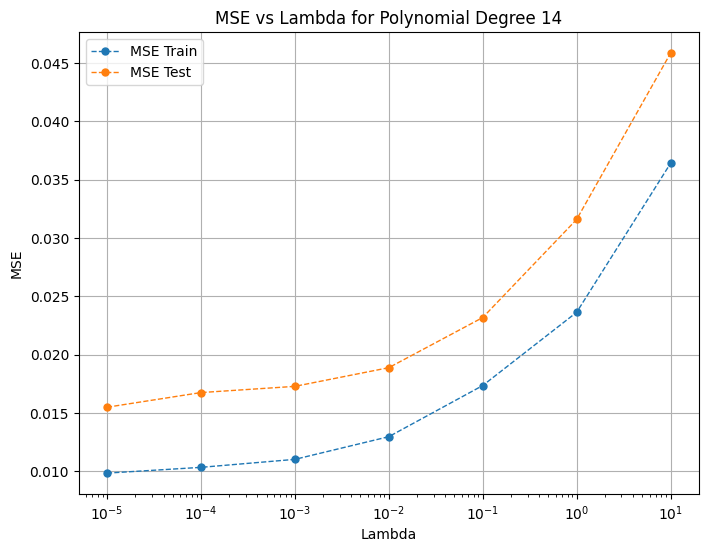 MSE vs Lambda for Polynomial Degree 14
MSE Train
MSE Test
0.045
0.040
0.035
0.030
0.025
0.020
0.015
0.010
MSE
10⁻⁵ 10⁻⁴ 10⁻³ 10⁻² 10⁻¹ 10⁰ 10¹
Lambda